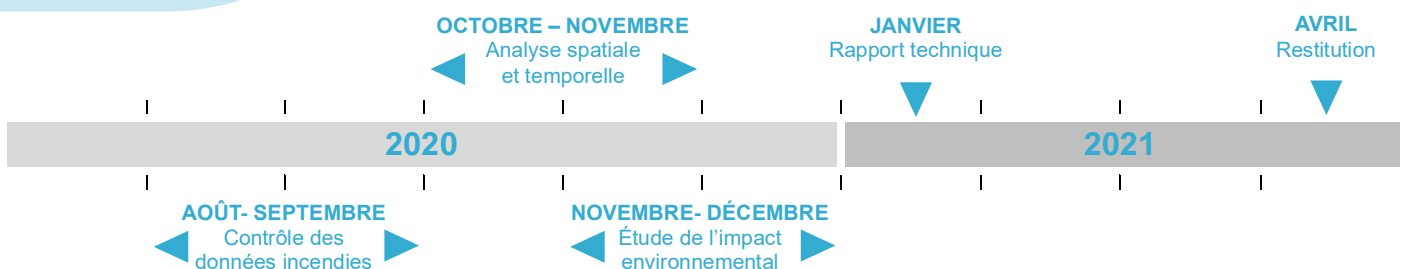 OCTOBRE – NOVEMBRE
Analyse spatiale
et temporelle
JANVIER
Rapport technique
AVRIL
Restitution
2020
2021
AOÛT- SEPTEMBRE
Contrôle des
données incendies
NOVEMBRE- DÉCEMBRE
Étude de l’impact
environnemental